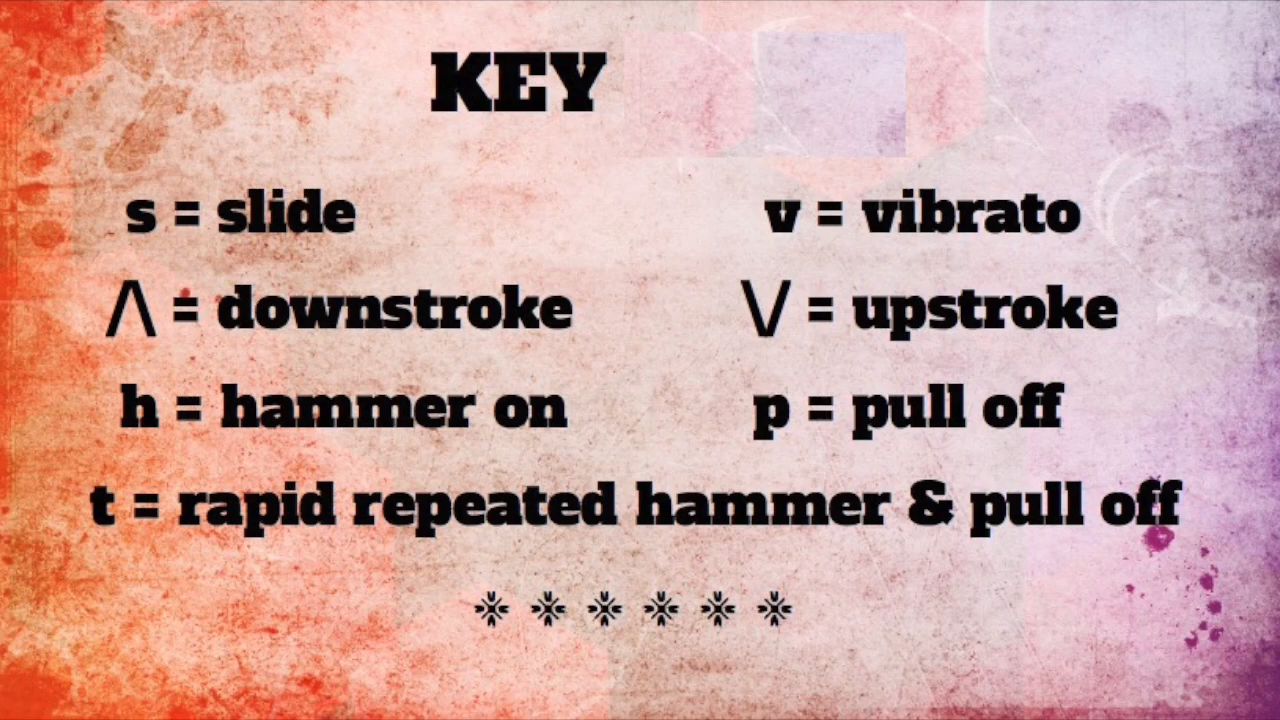 KEY
s = slide v = vibrato
/\ = downstroke \/ = upstroke
h = hammer on p = pull off
t = rapid repeated hammer & pull off